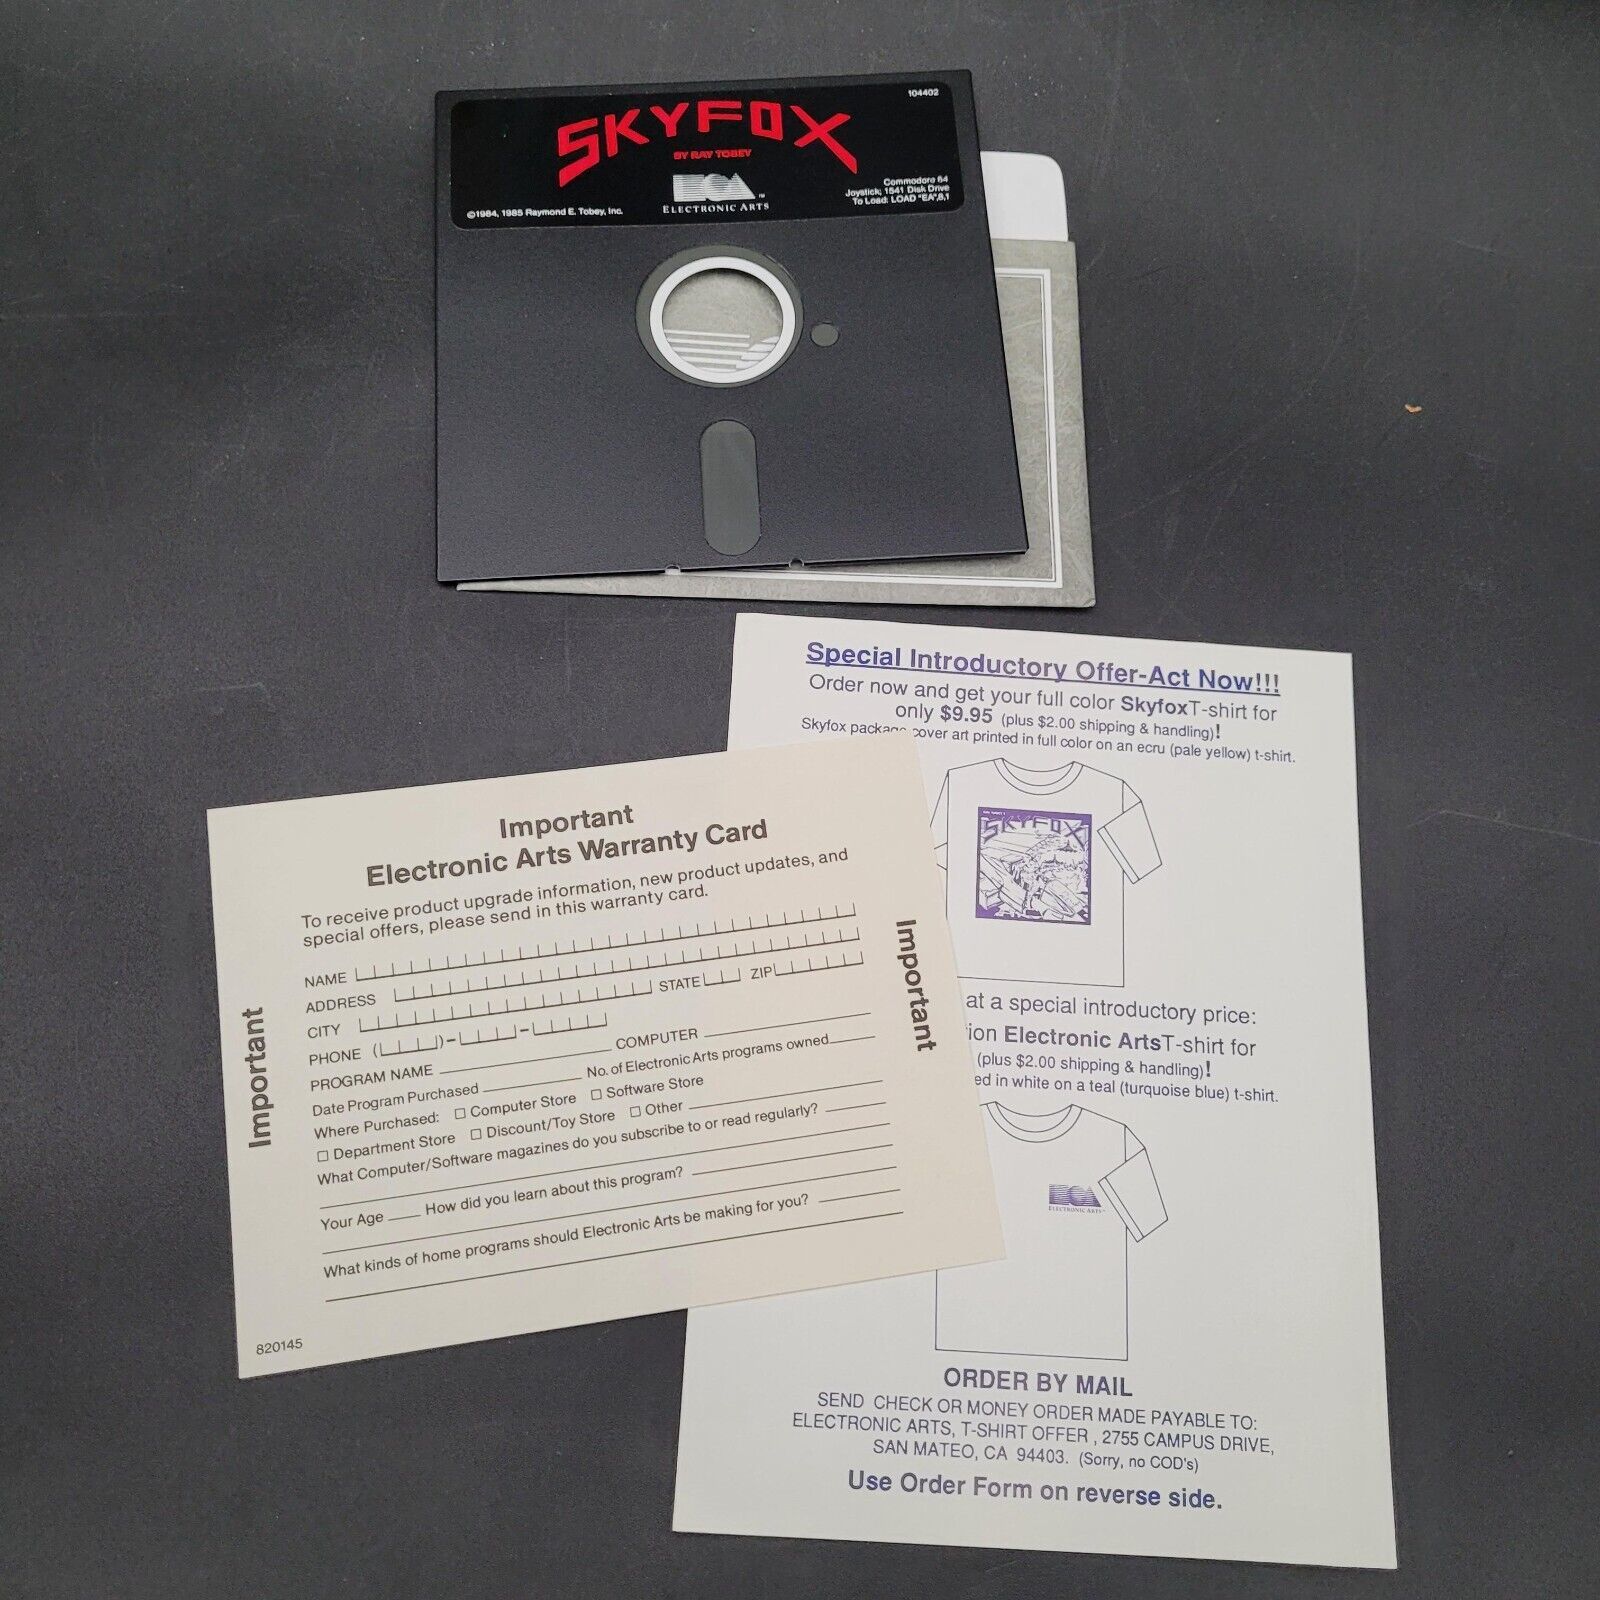 104402
SKYFOX
BY RAY TOBEY
EOA™
ELECTRONIC ARTS
©1984, 1985 Raymond E. Tobey, Inc.
Commodore 64
Joystick; 1541 Disk Drive
To Load: LOAD "EA",8,1
Special Introductory Offer-Act Now!!!
Order now and get your full color SkyfoxT-shirt for
only $9.95 (plus $2.00 shipping & handling)!
Skyfox package cover art printed in full color on an ecru (pale yellow) t-shirt.
SKYFOX
at a special introductory price:
Electronic ArtsT-shirt for
(plus $2.00 shipping & handling)!
in white on a teal (turquoise blue) t-shirt.
EOA
ELECTRONIC ARTS™
ORDER BY MAIL
SEND CHECK OR MONEY ORDER MADE PAYABLE TO:
ELECTRONIC ARTS, T-SHIRT OFFER , 2755 CAMPUS DRIVE,
SAN MATEO, CA 94403. (Sorry, no COD's)
Use Order Form on reverse side.
Important
Electronic Arts Warranty Card
To receive product upgrade information, new product updates, and
special offers, please send in this warranty card.
NAME
ADDRESS
CITY STATE ZIP
PHONE ( ) - -
PROGRAM NAME COMPUTER
Date Program Purchased No. of Electronic Arts programs owned
Where Purchased: □ Computer Store □ Software Store
□ Department Store □ Discount/Toy Store □ Other
What Computer/Software magazines do you subscribe to or read regularly?
Your Age How did you learn about this program?
What kinds of home programs should Electronic Arts be making for you?
Important
Important
820145